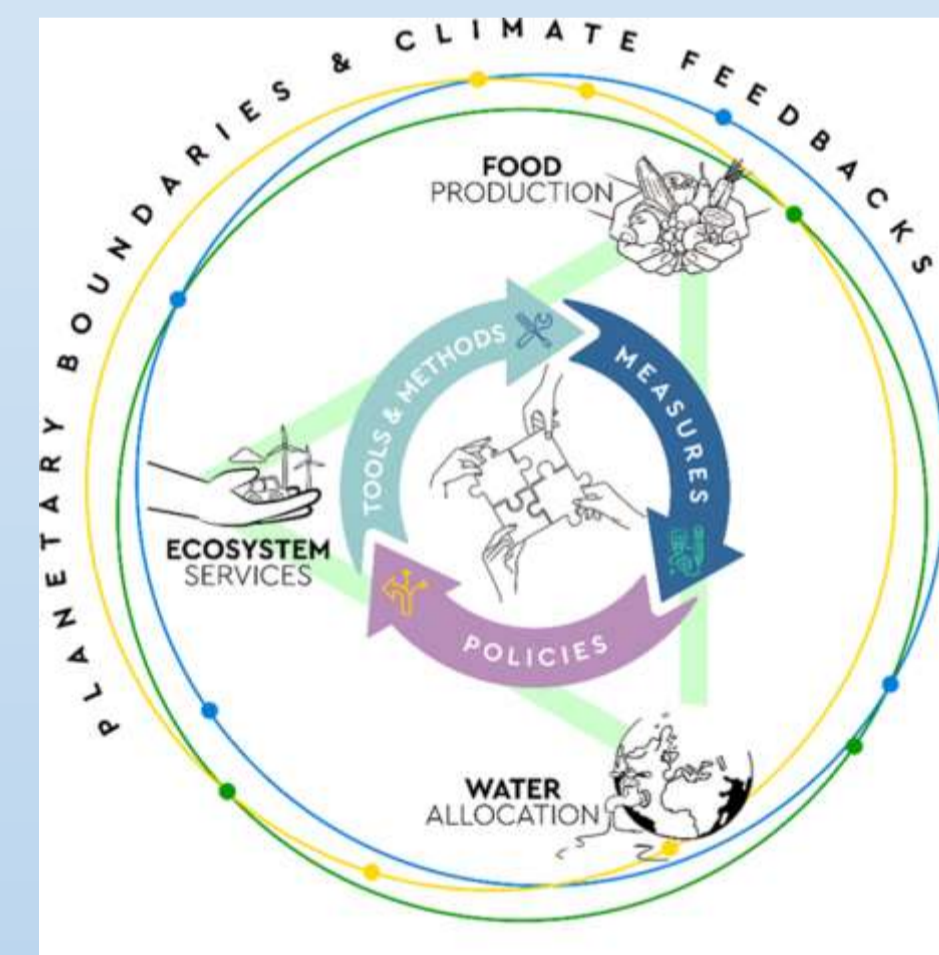 PLANETARY BOUNDARIES & CLIMATE FEEDBACKS
FOOD
PRODUCTION
TOOLS & METHODS
MEASURES
ECOSYSTEM
SERVICES
POLICIES
WATER
ALLOCATION